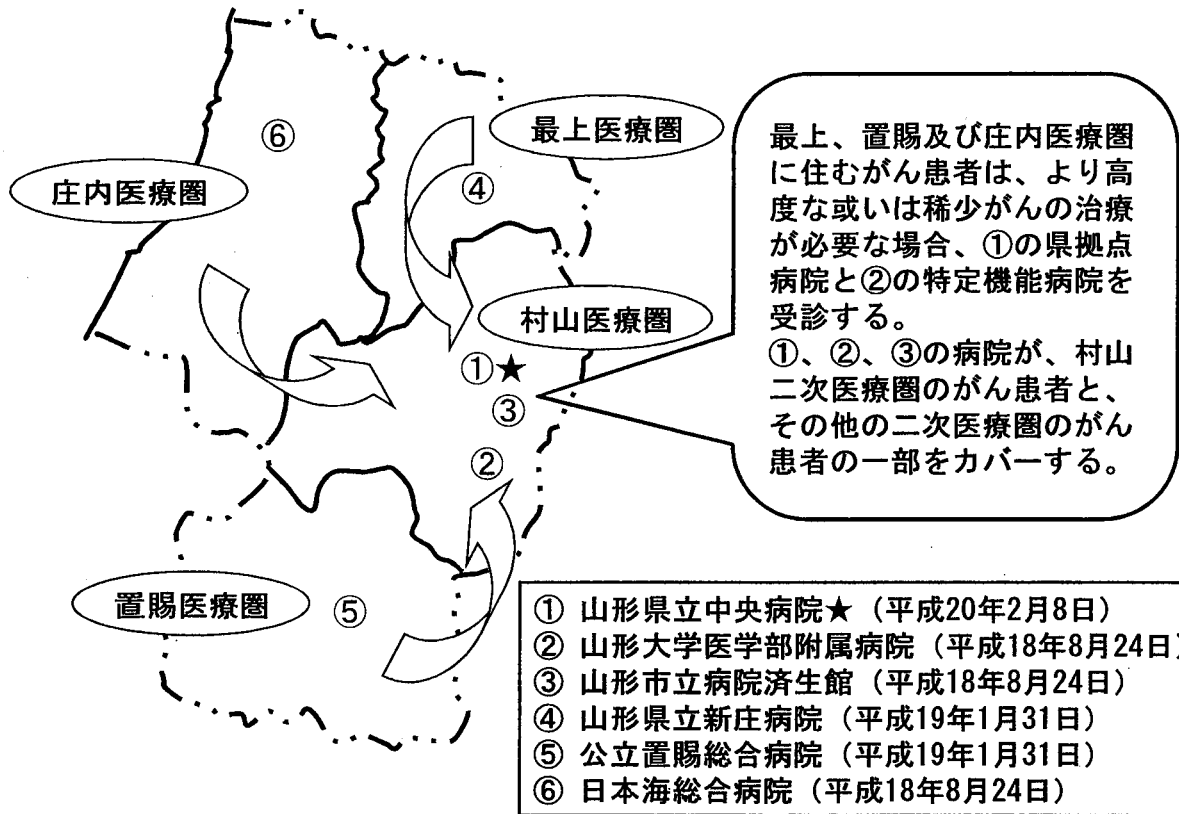 ⑥
最上医療圏
④
庄内医療圏
村山医療圏
①★
③
②
置賜医療圏
⑤
最上、置賜及び庄内医療圏
に住むがん患者は、より高
度な或いは稀少がんの治療
が必要な場合、①の県拠点
病院と②の特定機能病院を
受診する。
①、②、③の病院が、村山
二次医療圏のがん患者と、
その他の二次医療圏のがん
患者の一部をカバーする。
① 山形県立中央病院★（平成20年2月8日）
② 山形大学医学部附属病院（平成18年8月24日）
③ 山形市立病院済生館（平成18年8月24日）
④ 山形県立新庄病院（平成19年1月31日）
⑤ 公立置賜総合病院（平成19年1月31日）
⑥ 日本海総合病院（平成18年8月24日）